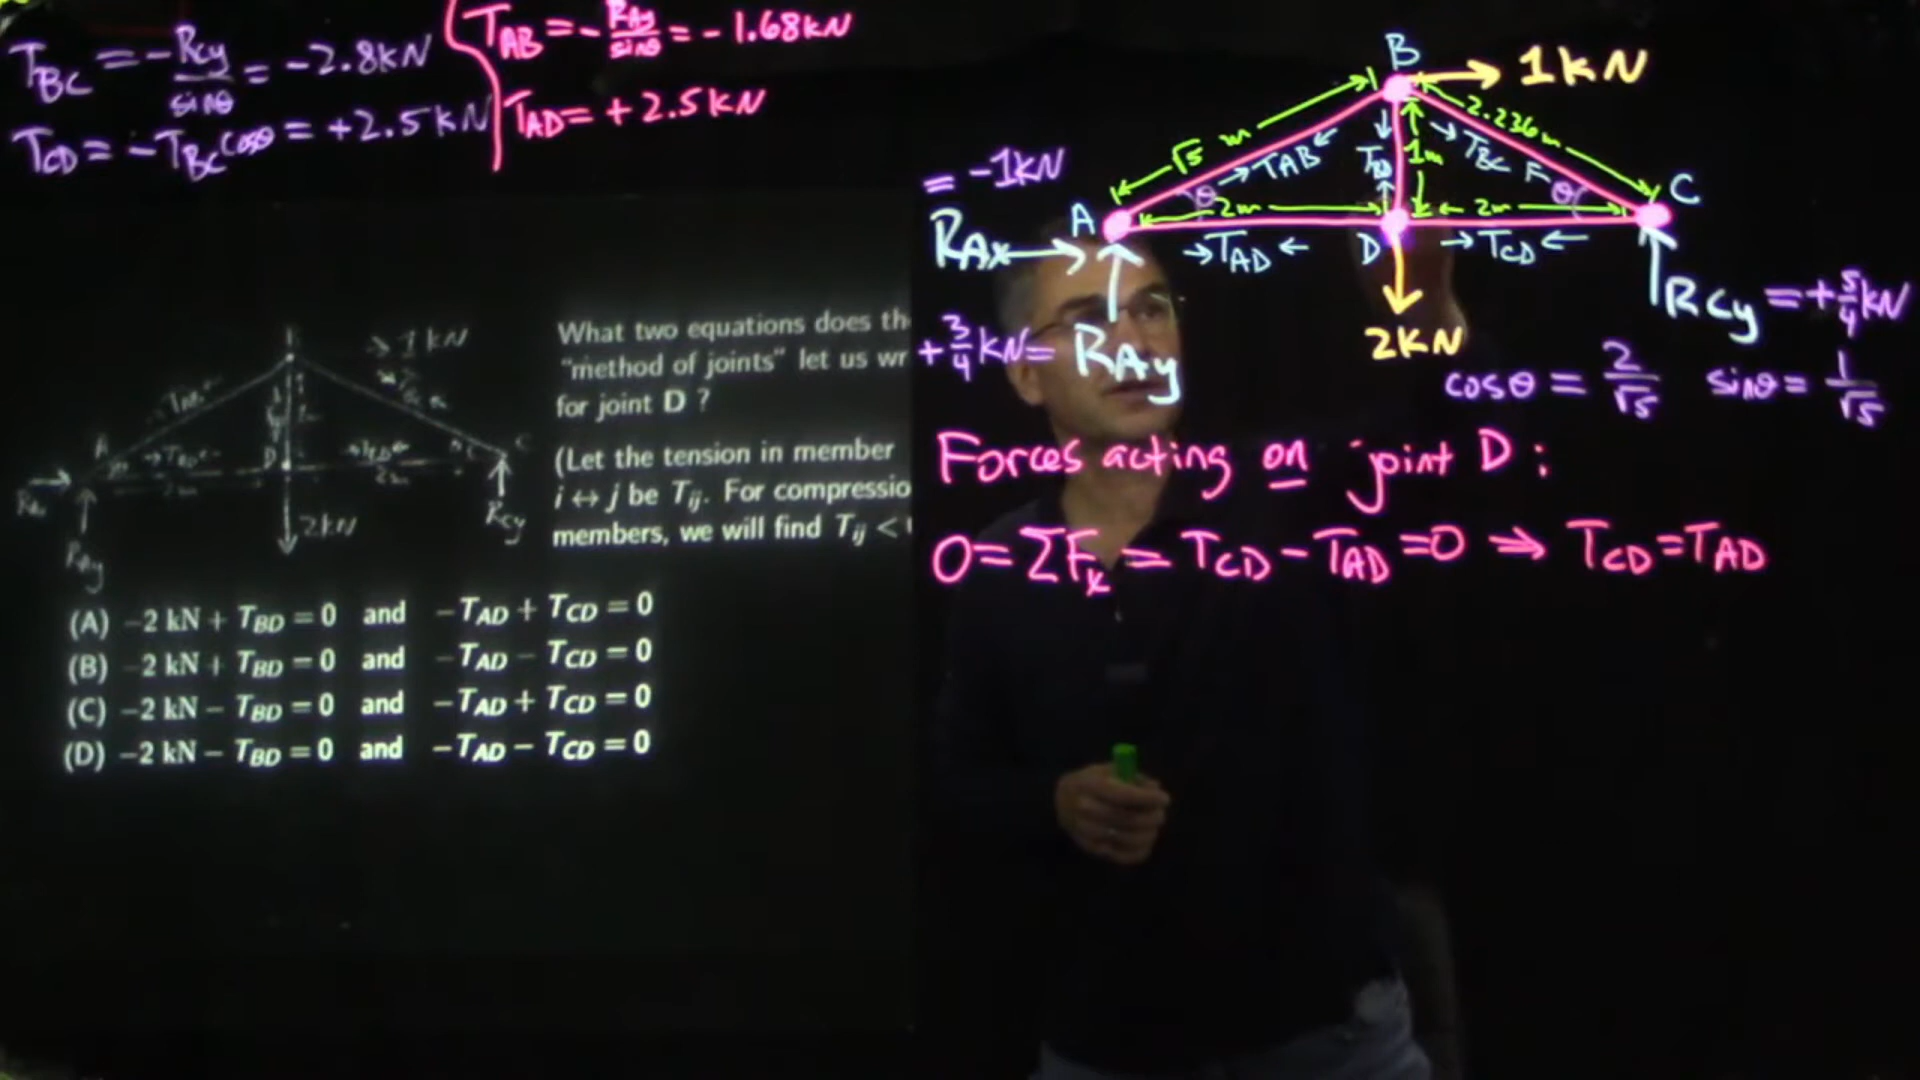 T_BC = -R_Cy/sinθ = -2.8kN
T_CD = -T_BC cosθ = +2.5kN
T_AB = -R_Ay/sinθ = -1.68kN
T_AD = +2.5kN
B
1kN
√5 m
2.236m
T_AB
T_BD
1m
T_BC
θ
θ
= -1kN
R_Ax
A
2m
2m
C
T_AD
D
T_CD
+3/4 kN = R_Ay
2kN
R_Cy = +5/4 kN
cosθ = 2/√5 sinθ = 1/√5
Forces acting on joint D:
0 = ΣF_x = T_CD - T_AD = 0 ⇒ T_CD = T_AD
1kN
A
D
C
2m
2m
2kN
R_Ay
R_Cy
What two equations does th
"method of joints" let us wr
for joint D ?
(Let the tension in member
i ↔ j be T_ij. For compressio
members, we will find T_ij <
(A) -2 kN + T_BD = 0 and -T_AD + T_CD = 0
(B) -2 kN + T_BD = 0 and -T_AD - T_CD = 0
(C) -2 kN - T_BD = 0 and -T_AD + T_CD = 0
(D) -2 kN - T_BD = 0 and -T_AD - T_CD = 0